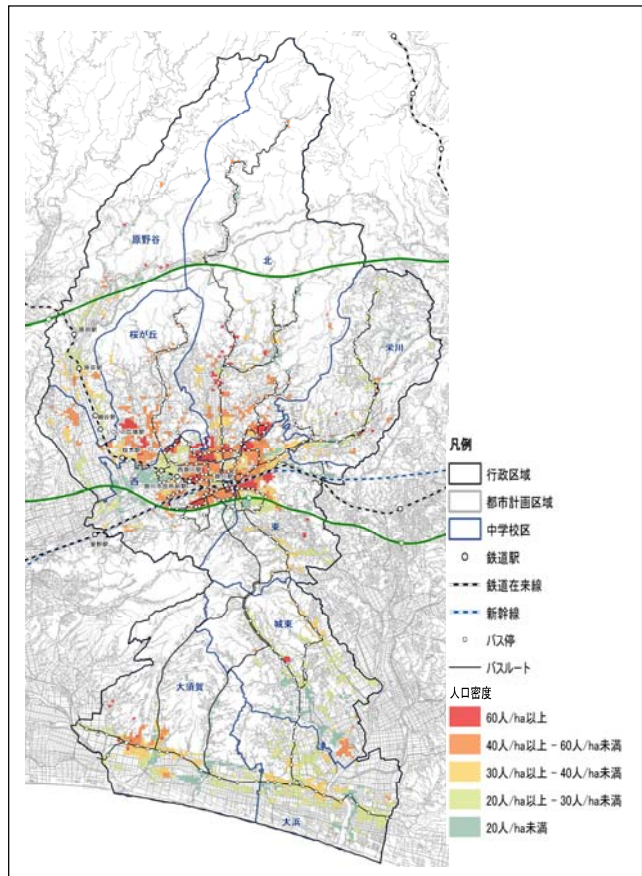 原野谷
北
桜が丘
栄川
西
東
城東
大須賀
大浜
凡例
行政区域
都市計画区域
中学校区
鉄道駅
鉄道在来線
新幹線
バス停
バスルート
人口密度
60人/ha以上
40人/ha以上 - 60人/ha未満
30人/ha以上 - 40人/ha未満
20人/ha以上 - 30人/ha未満
20人/ha未満